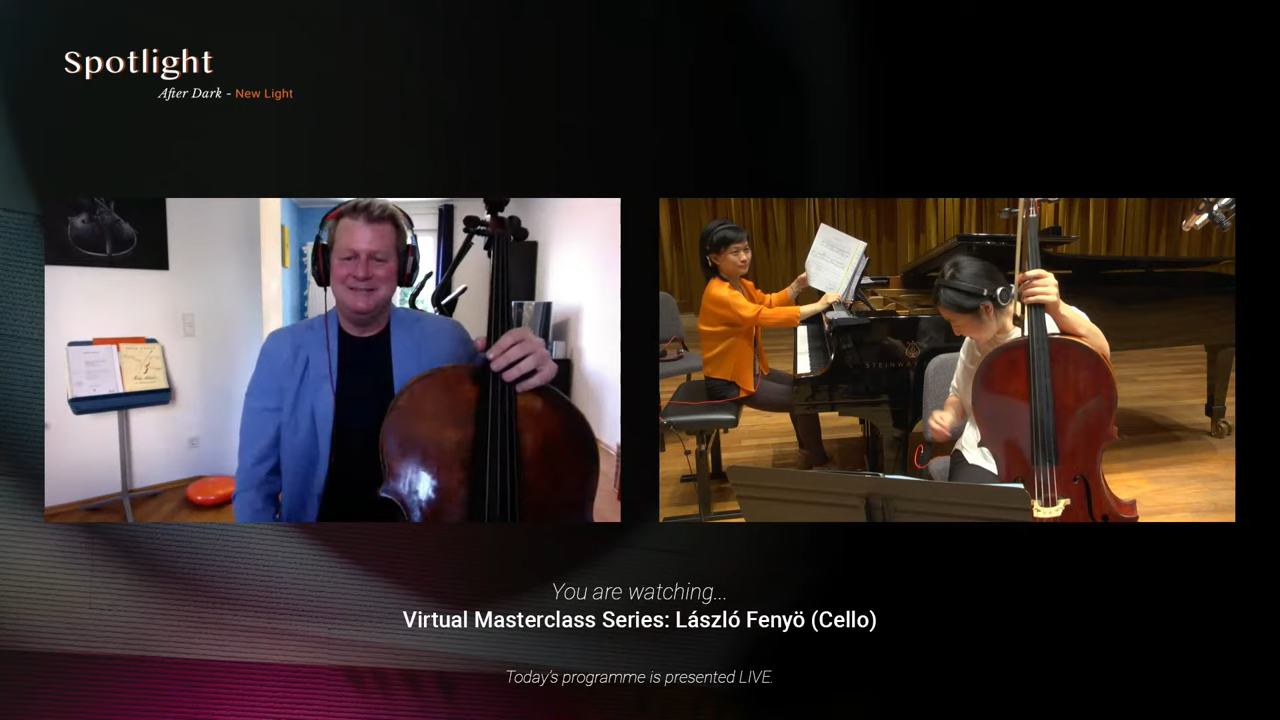 Spotlight
After Dark - New Light
STEINWAY
You are watching...
Virtual Masterclass Series: László Fenyö (Cello)
Today's programme is presented LIVE.